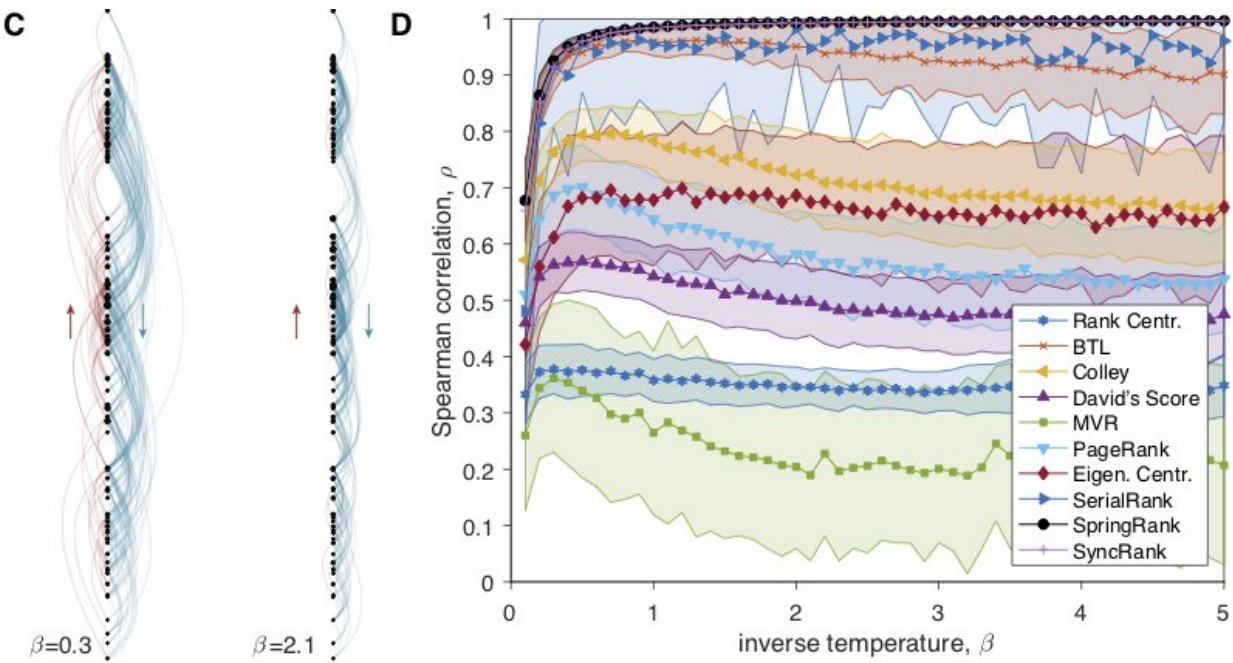 C
β=0.3
β=2.1
D
Spearman correlation, ρ
1
0.9
0.8
0.7
0.6
0.5
0.4
0.3
0.2
0.1
0
0 1 2 3 4 5
inverse temperature, β
Rank Centr.
BTL
Colley
David's Score
MVR
PageRank
Eigen. Centr.
SerialRank
SpringRank
SyncRank